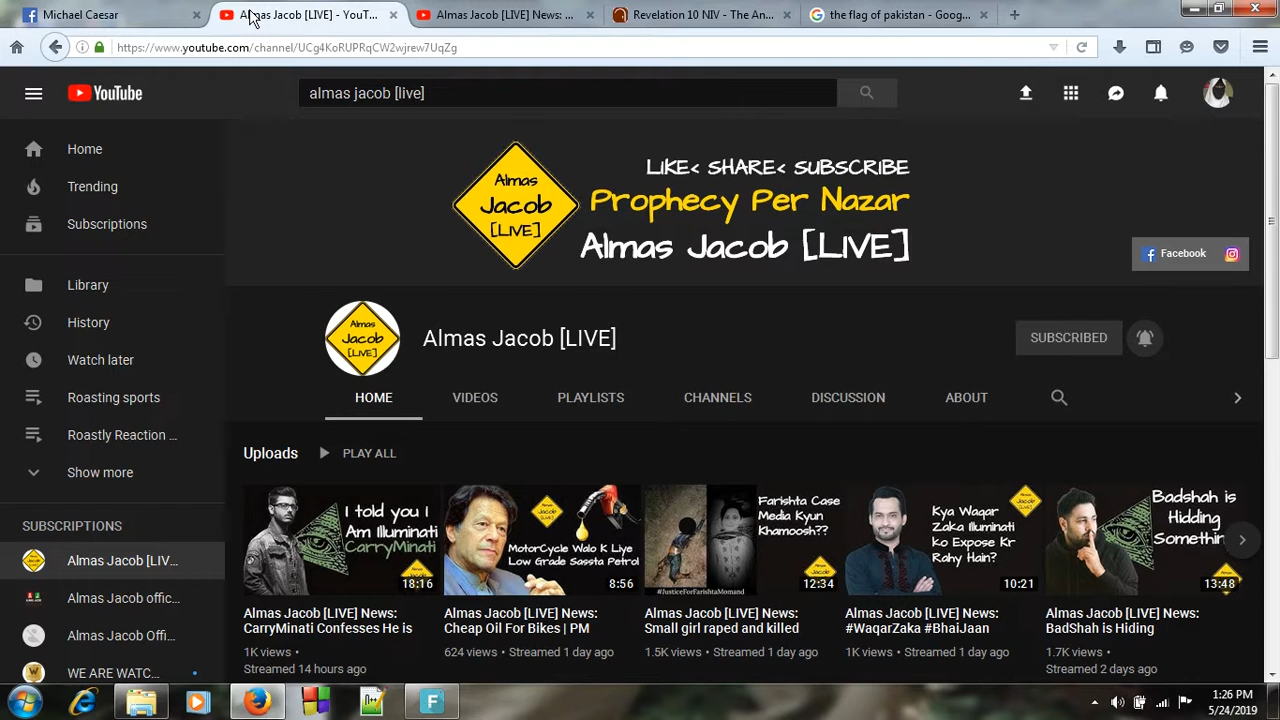 Michael Caesar
Almas Jacob [LIVE] - YouT...
Almas Jacob [LIVE] News: ...
Revelation 10 NIV - The An...
the flag of pakistan - Goog...
https://www.youtube.com/channel/UCg4KoRUPRqCW2wjrew7UqZg
YouTube
almas jacob [live]
Home
Trending
Subscriptions
Library
History
Watch later
Roasting sports
Roastly Reaction ...
Show more
SUBSCRIPTIONS
Almas Jacob [LIV...
Almas Jacob offic...
Almas Jacob Offi...
WE ARE WATC...
Almas
Jacob
[LIVE]
LIKE< SHARE< SUBSCRIBE
Prophecy Per Nazar
Almas Jacob [LIVE]
Facebook
Almas
Jacob
[LIVE]
Almas Jacob [LIVE]
SUBSCRIBED
HOME
VIDEOS
PLAYLISTS
CHANNELS
DISCUSSION
ABOUT
Uploads
PLAY ALL
I told you I
Am Illuminati
CarryMinati
18:16
Almas Jacob [LIVE] News:
CarryMinati Confesses He is
1K views •
Streamed 14 hours ago
MotorCycle Walo K Liye
Low Grade Sassta Petrol
8:56
Almas Jacob [LIVE] News:
Cheap Oil For Bikes | PM
624 views • Streamed 1 day ago
Farishta Case
Media Kyun
Khamoosh??
#JusticeForFarishtaMomand
12:34
Almas Jacob [LIVE] News:
Small girl raped and killed
1.5K views • Streamed 1 day ago
Kya Waqar
Zaka Illuminati
Ko Expose Kr
Rahy Hain?
10:21
Almas Jacob [LIVE] News:
#WaqarZaka #BhaiJaan
1K views • Streamed 1 day ago
Badshah is
Hiding
13:48
Almas Jacob [LIVE] News:
BadShah is Hiding
1.7K views •
Streamed 2 days ago
1:26 PM
5/24/2019